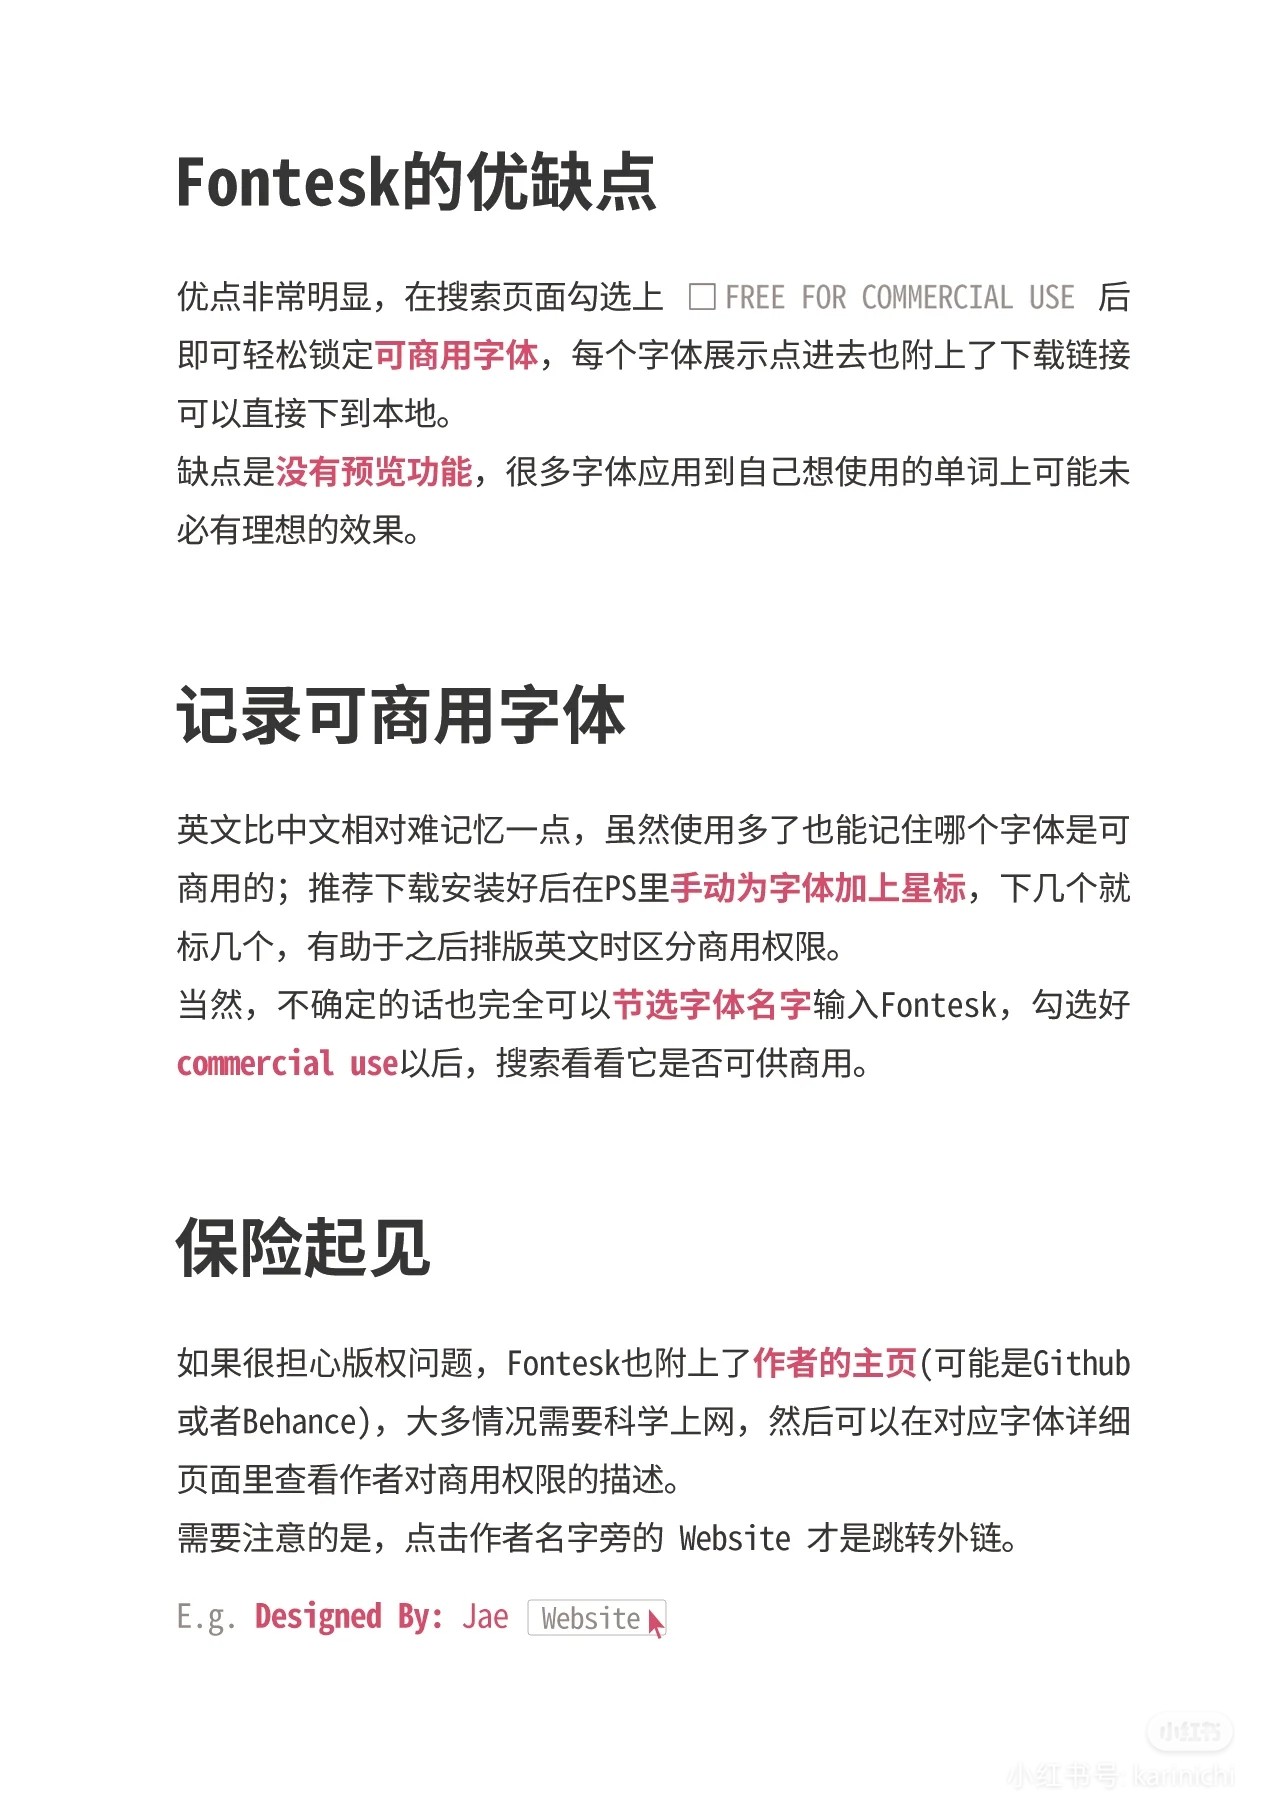 Fontesk的优缺点
优点非常明显，在搜索页面勾选上 □ FREE FOR COMMERCIAL USE 后
即可轻松锁定可商用字体，每个字体展示点进去也附上了下载链接
可以直接下到本地。
缺点是没有预览功能，很多字体应用到自己想使用的单词上可能未
必有理想的效果。
记录可商用字体
英文比中文相对难记忆一点，虽然使用多了也能记住哪个字体是可
商用的；推荐下载安装好后在PS里手动为字体加上星标，下几个就
标几个，有助于之后排版英文时区分商用权限。
当然，不确定的话也完全可以节选字体名字输入Fontesk，勾选好
commercial use以后，搜索看看它是否可供商用。
保险起见
如果很担心版权问题，Fontesk也附上了作者的主页(可能是Github
或者Behance)，大多情况需要科学上网，然后可以在对应字体详细
页面里查看作者对商用权限的描述。
需要注意的是，点击作者名字旁的 Website 才是跳转外链。
E.g. Designed By: Jae Website
小红书
小红书号: karinichi